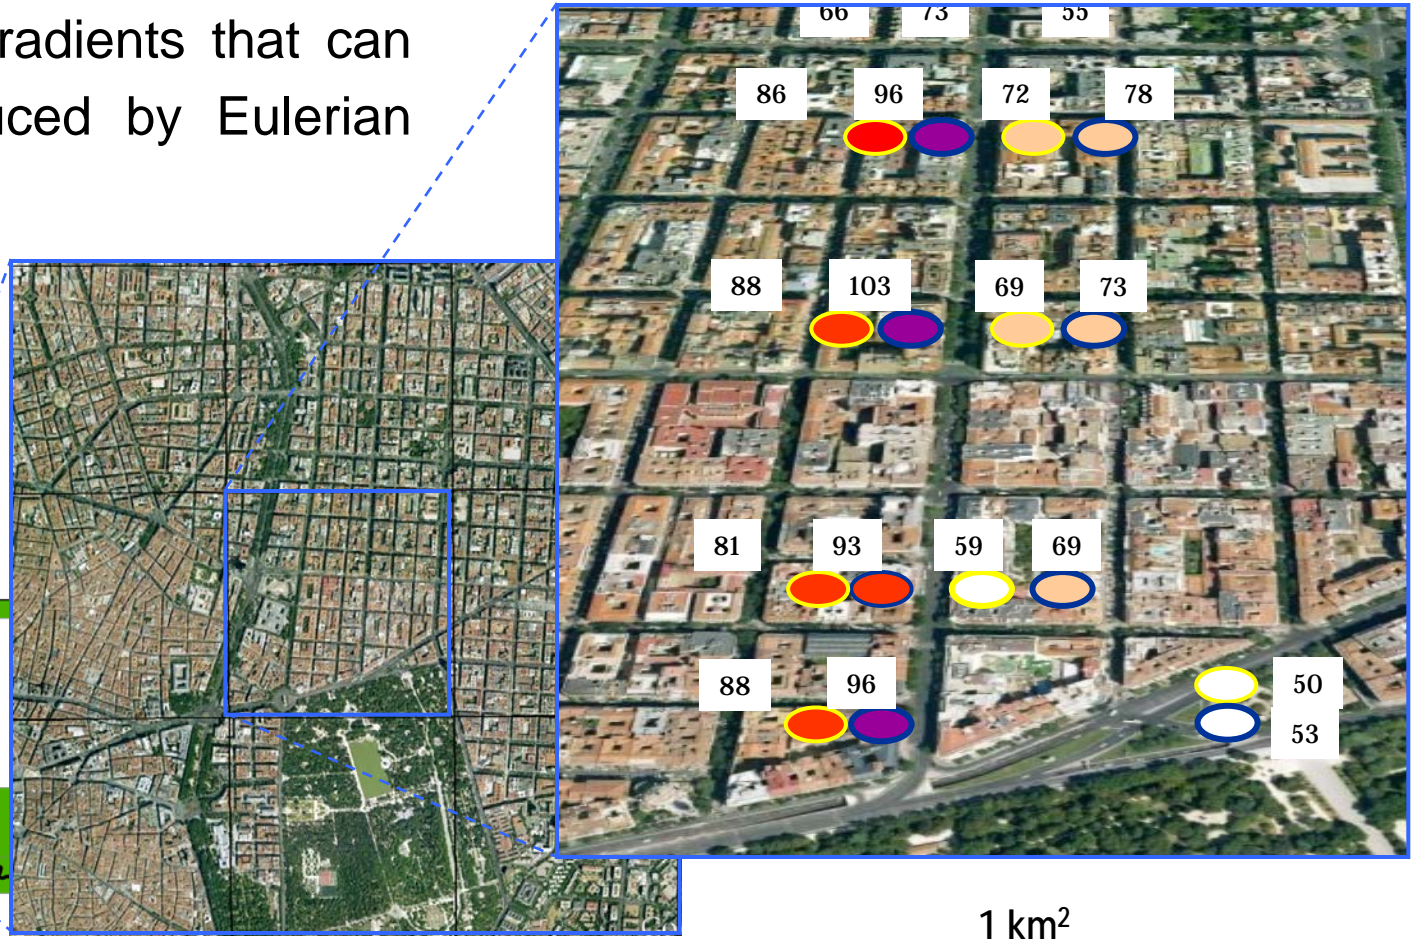 radients that can
uced by Eulerian
66 73 55
86 96 72 78
88 103 69 73
81 93 59 69
88 96 50
53
1 km²